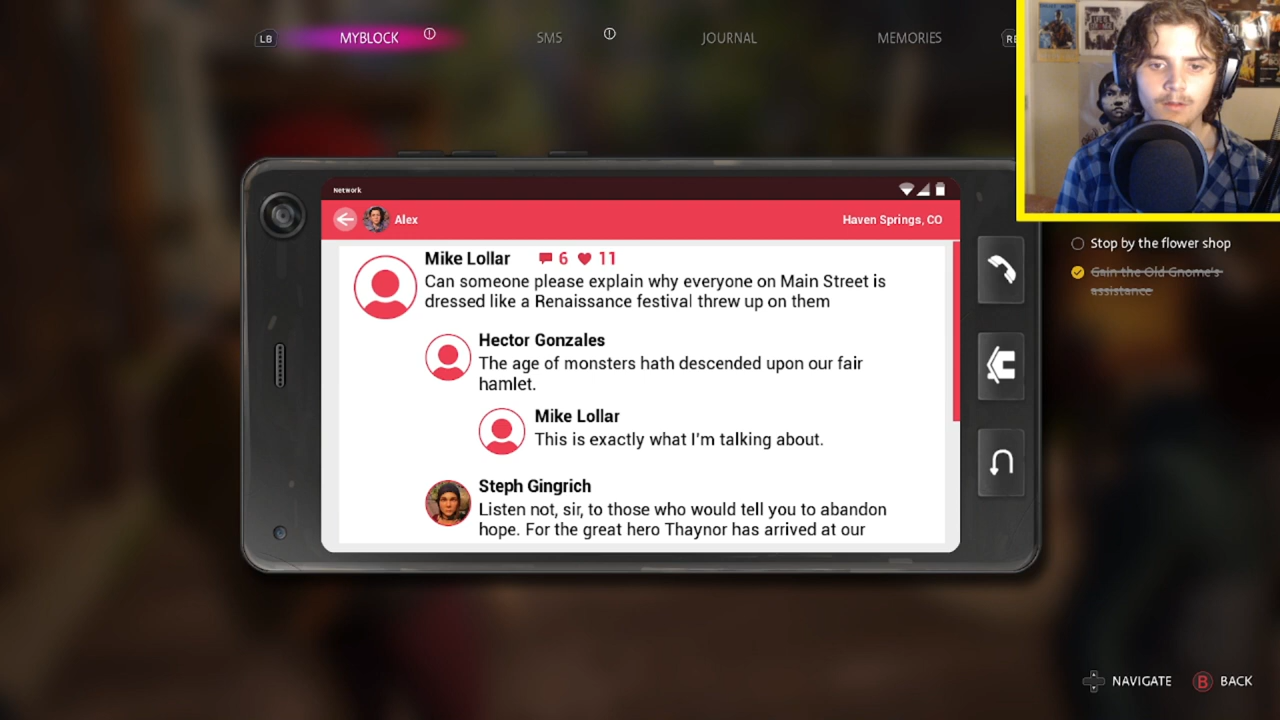 LB
MYBLOCK
SMS
JOURNAL
MEMORIES
Network
Alex
Haven Springs, CO
Mike Lollar 6 11
Can someone please explain why everyone on Main Street is
dressed like a Renaissance festival threw up on them
Hector Gonzales
The age of monsters hath descended upon our fair
hamlet.
Mike Lollar
This is exactly what I'm talking about.
Steph Gingrich
Listen not, sir, to those who would tell you to abandon
hope. For the great hero Thaynor has arrived at our
Stop by the flower shop
Gain the Old Gnome's
assistance
NAVIGATE
B BACK